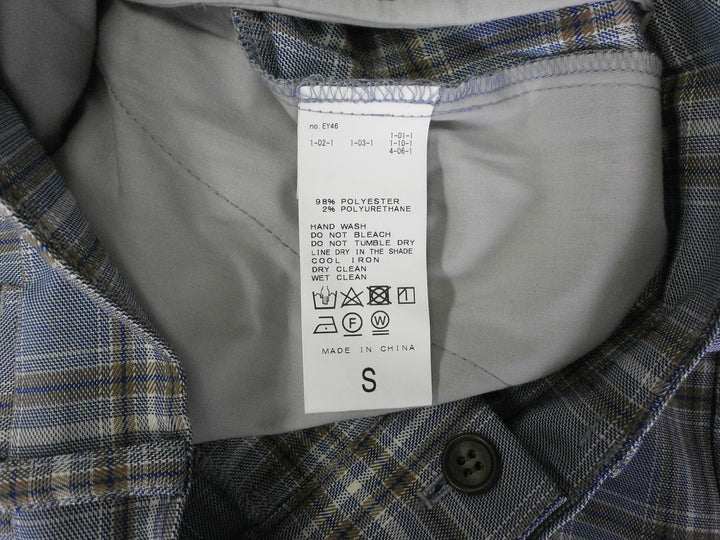 no. EY46
1-01-1
1-02-1 1-03-1 1-10-1
4-06-1
98% POLYESTER
2% POLYURETHANE
HAND WASH
DO NOT BLEACH
DO NOT TUMBLE DRY
LINE DRY IN THE SHADE
COOL IRON
DRY CLEAN
WET CLEAN
F W
MADE IN CHINA
S